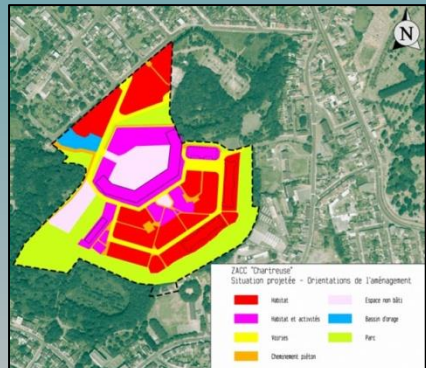 N
ZACC "Chartreuse"
Situation projetée - Orientations de l'aménagement
Habitat
Espace non bâti
Habitat et activités
Bassin d'orage
Voiries
Parc
Cheminement piéton